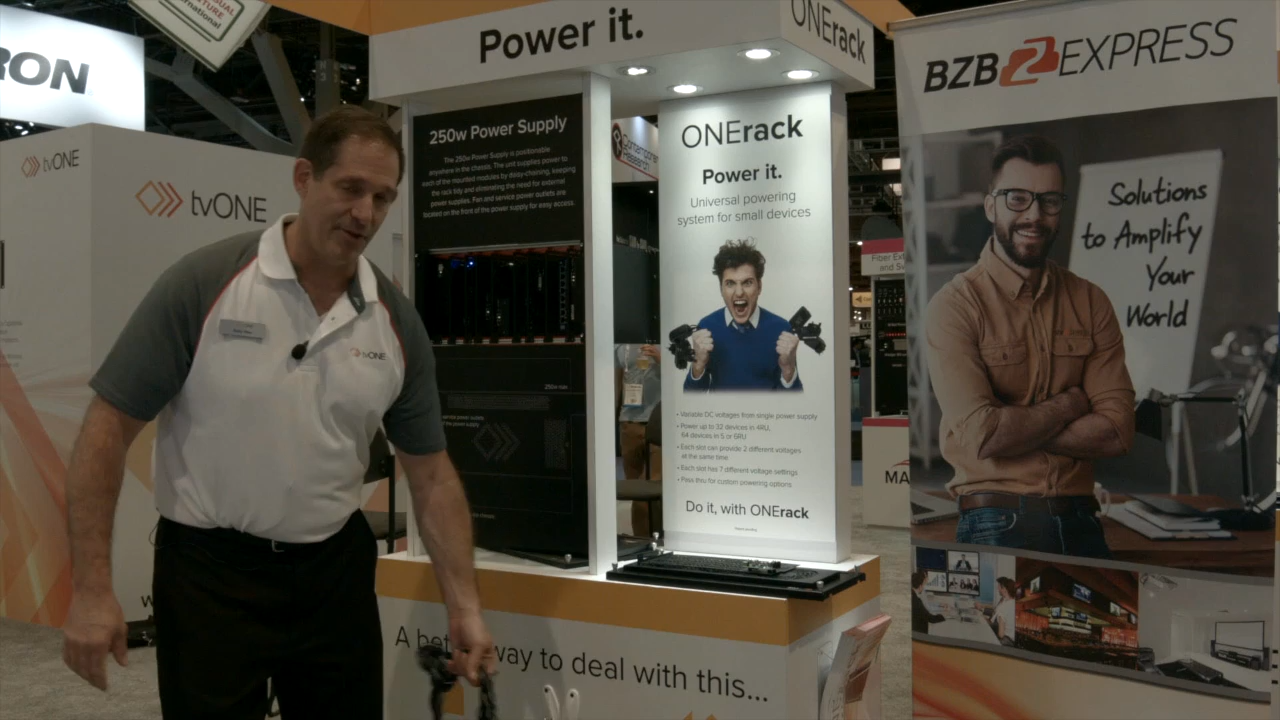 International
RON
tvONE
tvONE
tvONE
Power it.
ONErack
250w Power Supply
The 250w Power Supply is positionable
anywhere in the chassis. The unit supplies power to
each of the mounted modules by daisy-chaining, keeping
the rack tidy and eliminating the need for external
power supplies. Fan and service power outlets are
located on the front of the power supply for easy access.
ONErack
Power it.
Universal powering
system for small devices
• Variable DC voltages from single power supply
• Power up to 32 devices in 4RU,
64 devices in 5 or 6RU
• Each slot can provide 2 different voltages
at the same time
• Each slot has 7 different voltage settings
• Pass thru for custom powering options
Do it, with ONErack
A way to deal with this...
Contemporary
Research
Fiber
MA
BZB2EXPRESS
Solutions
to Amplify
Your
World